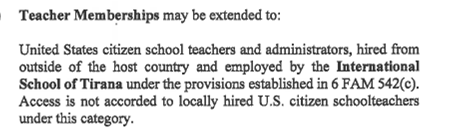 Teacher Memberships may be extended to:
United States citizen school teachers and administrators, hired from
outside of the host country and employed by the International
School of Tirana under the provisions established in 6 FAM 542(c).
Access is not accorded to locally hired U.S. citizen schoolteachers
under this category.